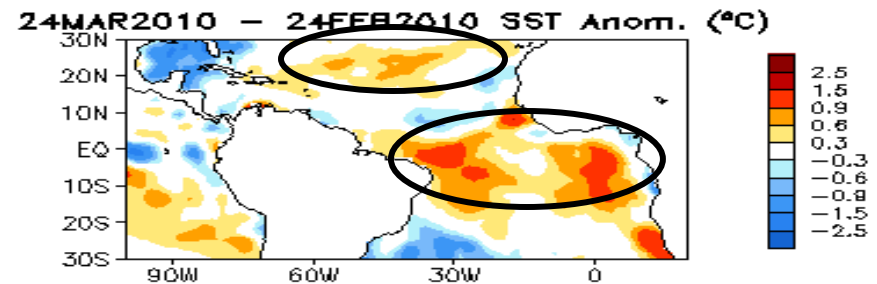 24MAR2010 – 24FEB2010 SST Anom. (°C)
30N
20N
10N
EQ
10S
20S
30S
90W
60W
30W
0
2.5
1.5
0.9
0.6
0.3
−0.3
−0.6
−0.9
−1.5
−2.5